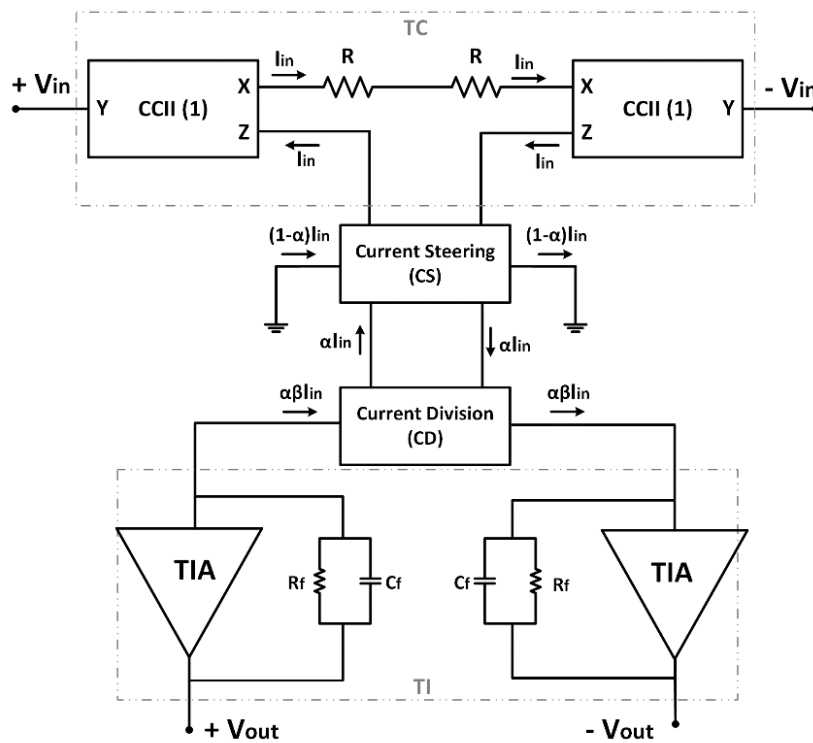 TC
Iin R R Iin
+ Vin X X - Vin
Y CCII (1) CCII (1) Y
Z Z
Iin Iin
(1-α)Iin Current Steering (1-α)Iin
(CS)
αIin αIin
αβIin Current Division αβIin
(CD)
TIA Rf Cf Cf Rf TIA
TI
+ Vout - Vout